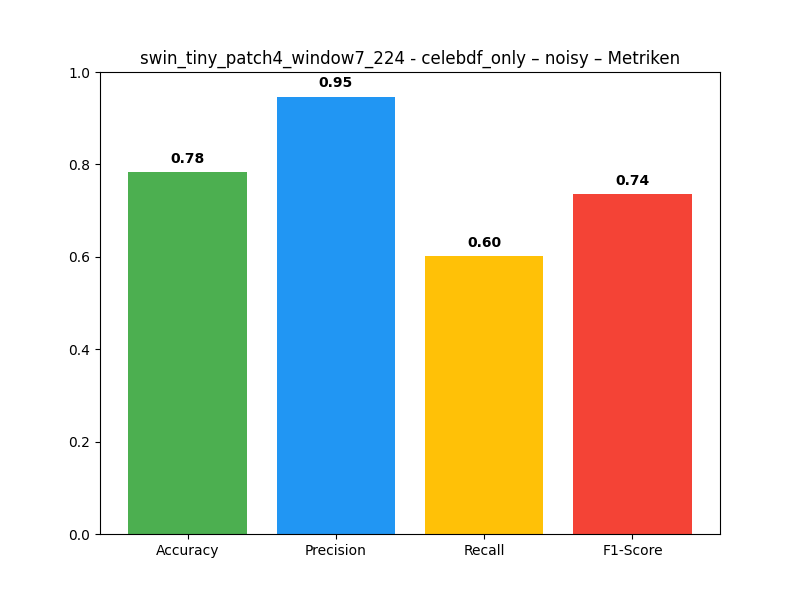 swin_tiny_patch4_window7_224 - celebdf_only – noisy – Metriken
1.0
0.8
0.6
0.4
0.2
0.0
0.78
0.95
0.60
0.74
Accuracy
Precision
Recall
F1-Score